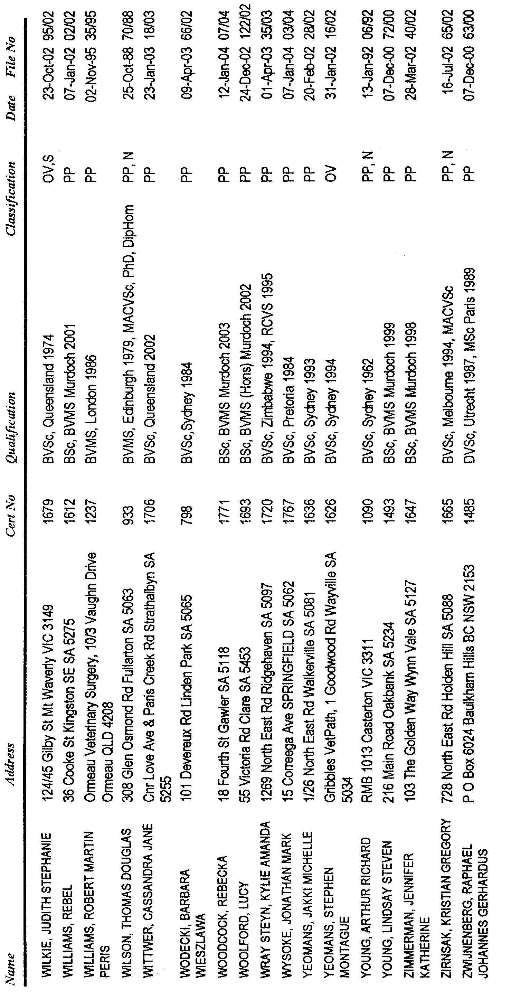 Name Address Cert No Qualification Classification Date File No
WILKIE, JUDITH STEPHANIE 124/45 Gilby St Mt Waverly VIC 3149 1679 BVSc, Queensland 1974 OV,S 23-Oct-02 95/02
WILLIAMS, REBEL 36 Cooke St Kingston SE SA 5275 1612 BSc, BVMS Murdoch 2001 PP 07-Jan-02 02/02
WILLIAMS, ROBERT MARTIN Ormeau Veterinary Surgery, 10/3 Vaughn Drive 1237 BVMS, London 1986 PP 02-Nov-95 35/95
PERIS Ormeau QLD 4208
WILSON, THOMAS DOUGLAS 308 Glen Osmond Rd Fullarton SA 5063 933 BVMS, Edinburgh 1979, MACVSc, PhD, DipHom PP, N 25-Oct-88 70/88
WITTWER, CASSANDRA JANE Cnr Love Ave & Paris Creek Rd Strathalbyn SA 1706 BVSc, Queensland 2002 PP 23-Jan-03 18/03
5255
WODECKI, BARBARA 101 Devereux Rd Linden Park SA 5065 798 BVSc,Sydney 1984 PP 09-Apr-03 66/02
WIESZLAWA
WOODCOCK, REBECKA 18 Fourth St Gawler SA 5118 1771 BSc, BVMS Murdoch 2003 PP 12-Jan-04 07/04
WOOLFORD, LUCY 55 Victoria Rd Clare SA 5453 1693 BSc, BVMS (Hons) Murdoch 2002 PP 24-Dec-02 122/02
WRAY STEYN, KYLIE AMANDA 1269 North East Rd Ridgehaven SA 5097 1720 BVSc, Zimbabwe 1994, RCVS 1995 PP 01-Apr-03 35/03
WYSOKE, JONATHAN MARK 15 Correega Ave SPRINGFIELD SA 5062 1767 BVSc, Pretoria 1984 PP 07-Jan-04 03/04
YEOMANS, JAKKI MICHELLE 1/26 North East Rd Walkerville SA 5081 1636 BVSc, Sydney 1993 PP 20-Feb-02 28/02
YEOMANS, STEPHEN Gribbles VetPath, 1 Goodwood Rd Wayville SA 1626 BVSc, Sydney 1994 OV 31-Jan-02 16/02
MONTAGUE 5034
YOUNG, ARTHUR RICHARD RMB 1013 Casterton VIC 3311 1090 BVSc, Sydney 1962 PP, N 13-Jan-92 06/92
YOUNG, LINDSAY STEVEN 216 Main Road Oakbank SA 5234 1493 BSc, BVMS Murdoch 1999 PP 07-Dec-00 72/00
ZIMMERMAN, JENNIFER 103 The Golden Way Wynn Vale SA 5127 1647 BSc, BVMS Murdoch 1998 PP 28-Mar-02 40/02
KATHERINE
ZIRNSAK, KRISTIAN GREGORY 728 North East Rd Holden Hill SA 5088 1665 BVSc, Melbourne 1994, MACVSc PP, N 16-Jul-02 65/02
ZWIJNENBERG, RAPHAEL P O Box 6024 Baulkham Hills BC NSW 2153 1485 DVSc, Utrecht 1987, MSc Paris 1989 PP 07-Dec-00 63/00
JOHANNES GERHARDUS